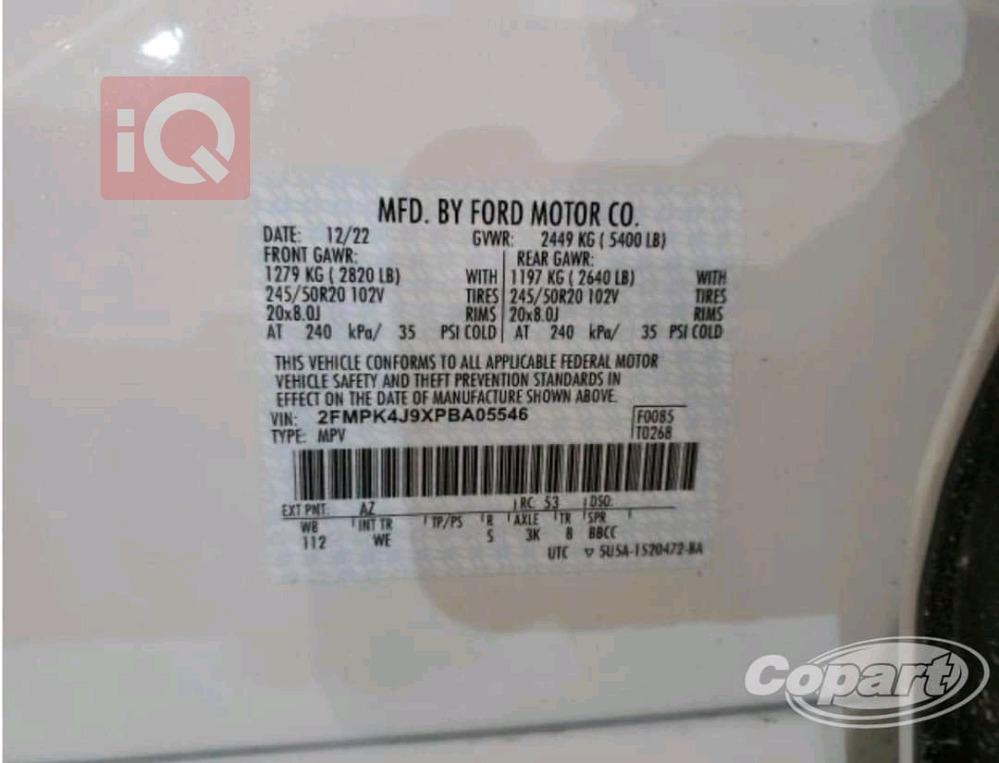 iQ
MFD. BY FORD MOTOR CO.
DATE: 12/22 GVWR: 2449 KG ( 5400 LB)
FRONT GAWR: REAR GAWR:
1279 KG ( 2820 LB) WITH 1197 KG ( 2640 LB) WITH
245/50R20 102V TIRES 245/50R20 102V TIRES
20x8.0J RIMS 20x8.0J RIMS
AT 240 kPa/ 35 PSI COLD AT 240 kPa/ 35 PSI COLD
THIS VEHICLE CONFORMS TO ALL APPLICABLE FEDERAL MOTOR
VEHICLE SAFETY AND THEFT PREVENTION STANDARDS IN
EFFECT ON THE DATE OF MANUFACTURE SHOWN ABOVE.
VIN: 2FMPK4J9XPBA05546 F0085
TYPE: MPV T0268
EXT PNT: AZ RC: 53 DSO:
WB INT TR TP/PS R AXLE TR SPR
112 WE 5 3K 8 BBCC
UTC ▽ 5U5A-1520472-BA
Copart